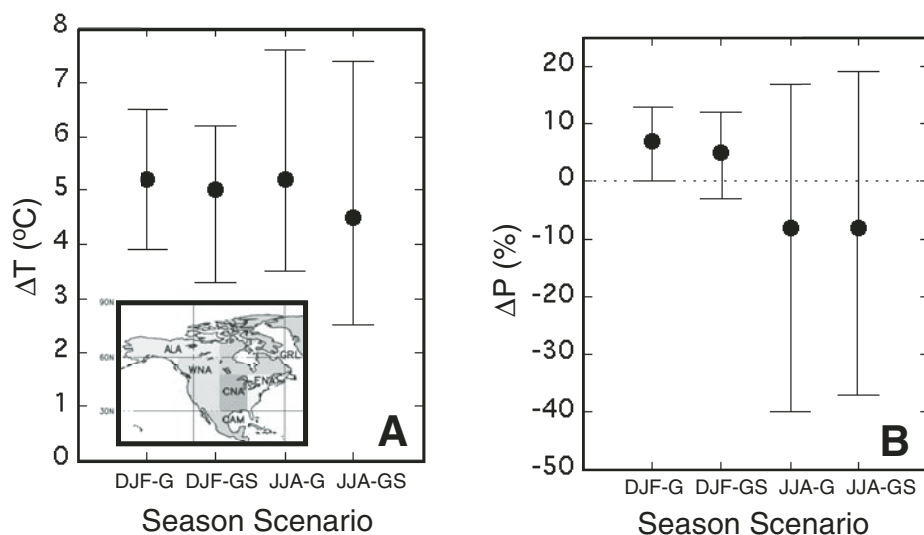 8
7
6
5
4
3
2
1
0
ΔT (ºC)
90N
60N
30N
ALA
GRL
WNA
ENA
CNA
CAM
A
DJF-G DJF-GS JJA-G JJA-GS
Season Scenario
20
10
0
-10
-20
-30
-40
-50
ΔP (%)
B
DJF-G DJF-GS JJA-G JJA-GS
Season Scenario